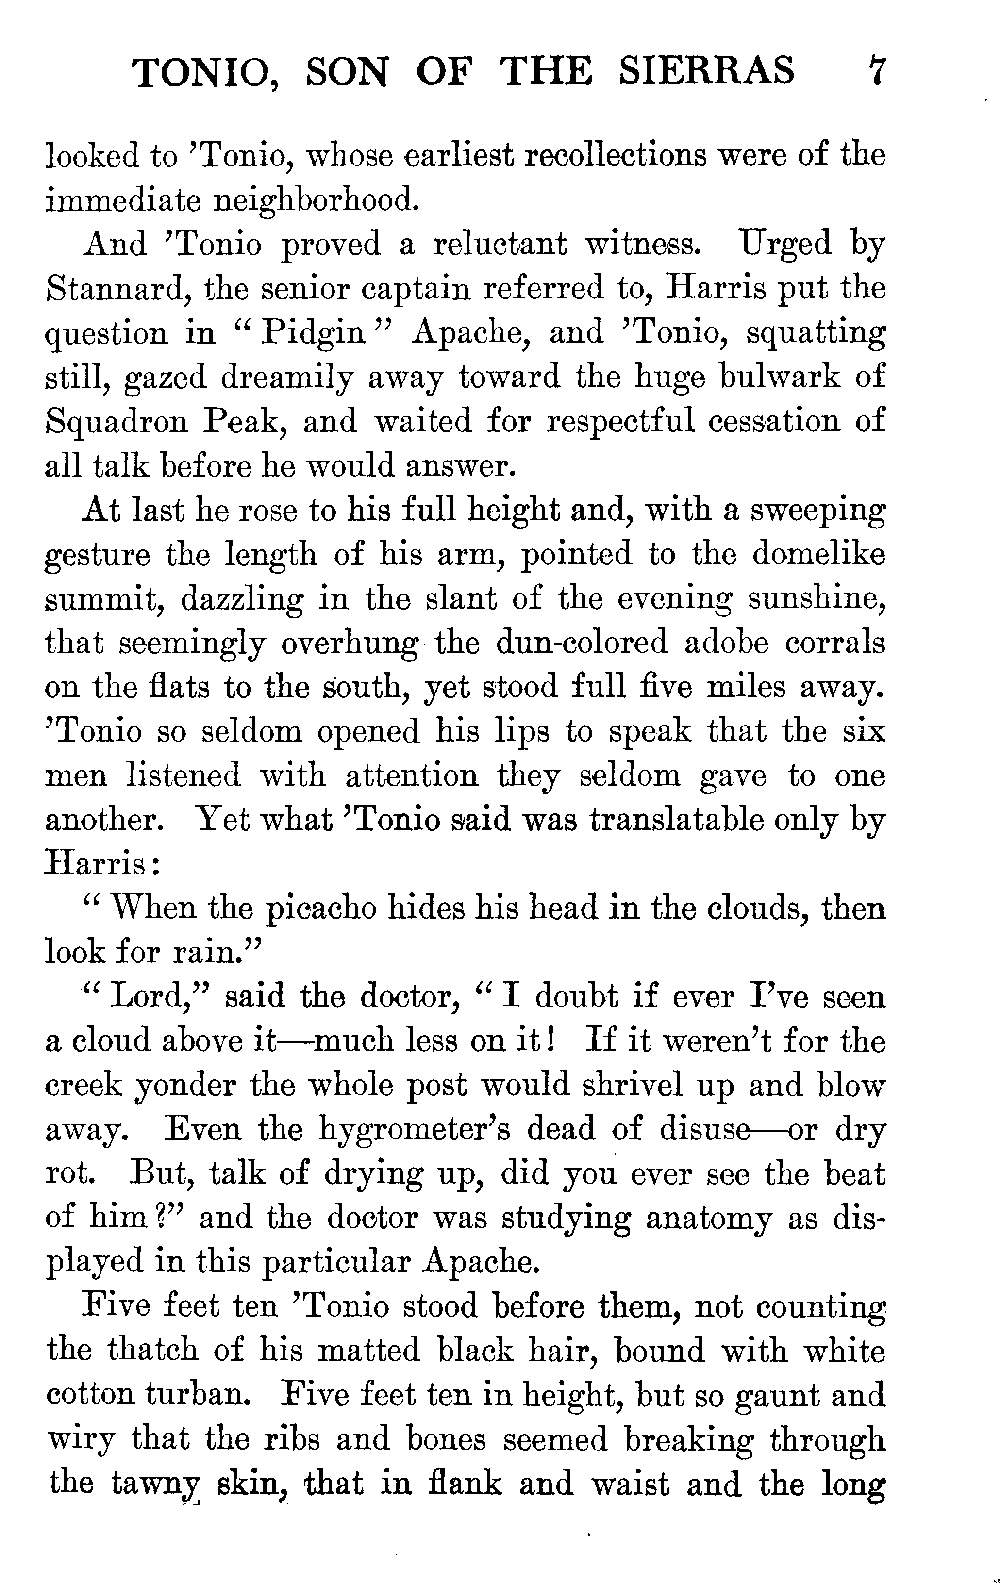 TONIO, SON OF THE SIERRAS 7
looked to ’Tonio, whose earliest recollections were of the
immediate neighborhood.
And ’Tonio proved a reluctant witness. Urged by
Stannard, the senior captain referred to, Harris put the
question in “ Pidgin ” Apache, and ’Tonio, squatting
still, gazed dreamily away toward the huge bulwark of
Squadron Peak, and waited for respectful cessation of
all talk before he would answer.
At last he rose to his full height and, with a sweeping
gesture the length of his arm, pointed to the domelike
summit, dazzling in the slant of the evening sunshine,
that seemingly overhung the dun-colored adobe corrals
on the flats to the south, yet stood full five miles away.
’Tonio so seldom opened his lips to speak that the six
men listened with attention they seldom gave to one
another. Yet what ’Tonio said was translatable only by
Harris:
“ When the picacho hides his head in the clouds, then
look for rain.”
“ Lord,” said the doctor, “ I doubt if ever I’ve seen
a cloud above it—much less on it! If it weren’t for the
creek yonder the whole post would shrivel up and blow
away. Even the hygrometer’s dead of disuse—or dry
rot. But, talk of drying up, did you ever see the beat
of him?” and the doctor was studying anatomy as dis-
played in this particular Apache.
Five feet ten ’Tonio stood before them, not counting
the thatch of his matted black hair, bound with white
cotton turban. Five feet ten in height, but so gaunt and
wiry that the ribs and bones seemed breaking through
the tawny skin, that in flank and waist and the long